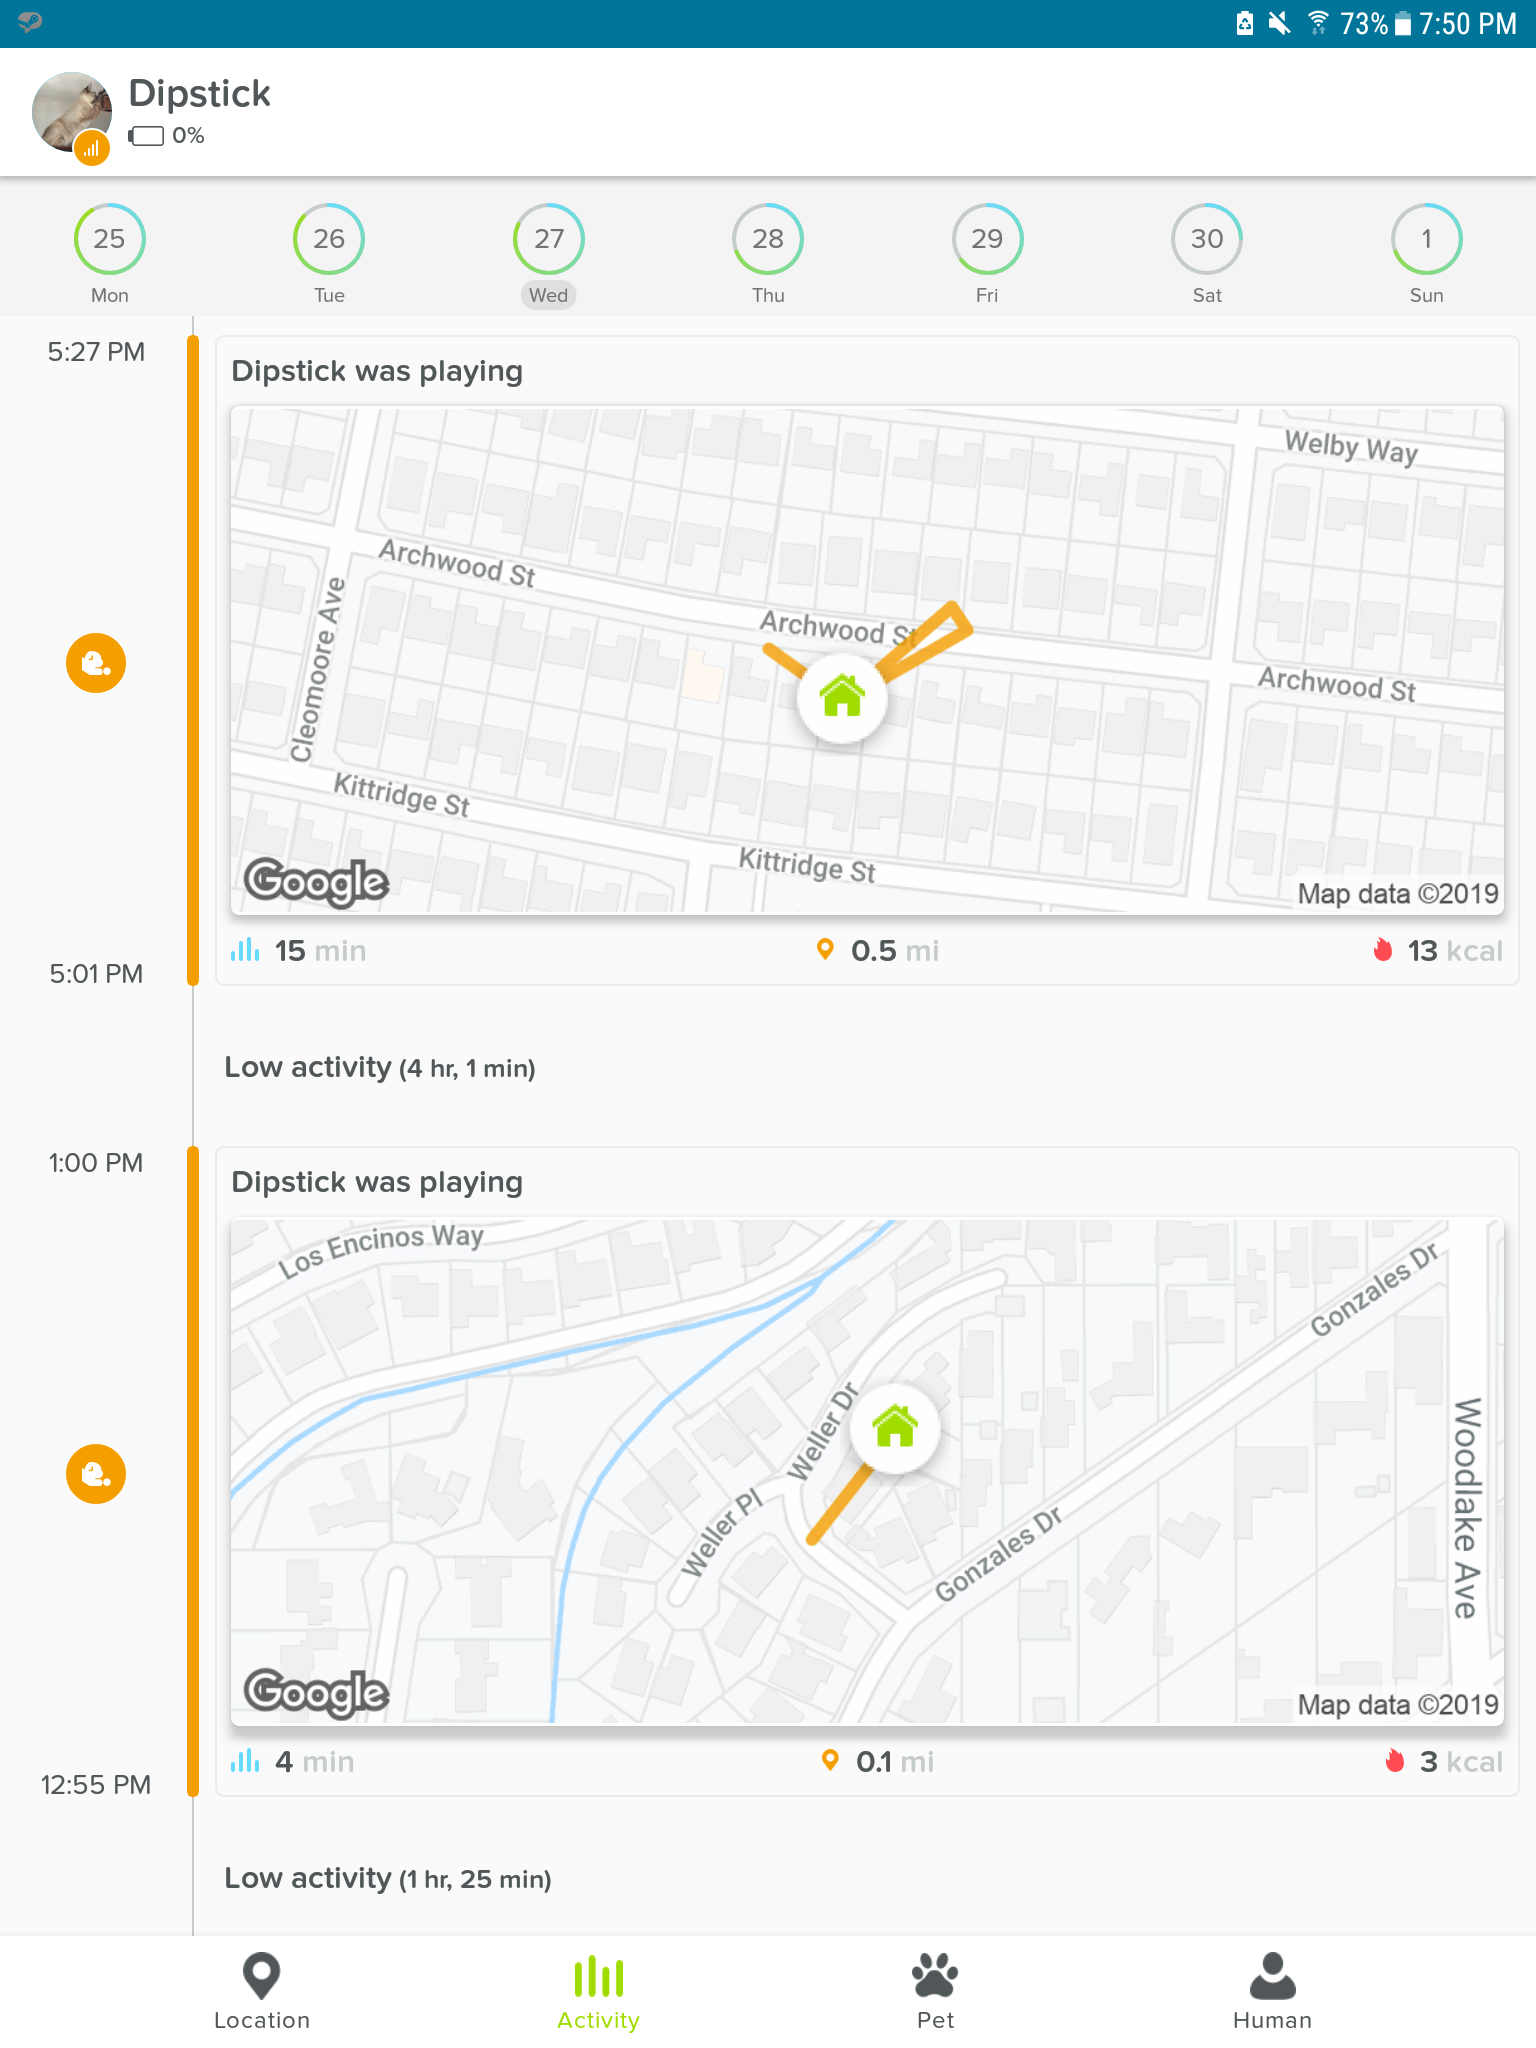 73% 7:50 PM
Dipstick
0%
25 26 27 28 29 30 1
Mon Tue Wed Thu Fri Sat Sun
5:27 PM
Dipstick was playing
Welby Way
Archwood St
Cleomoore Ave
Archwood St
Archwood St
Kittridge St
Kittridge St
Google
Map data ©2019
15 min 0.5 mi 13 kcal
5:01 PM
Low activity (4 hr, 1 min)
1:00 PM
Dipstick was playing
Los Encinos Way
Gonzales Dr
Weller Dr
Woodlake Ave
Weller Pl
Gonzales Dr
Google
Map data ©2019
4 min 0.1 mi 3 kcal
12:55 PM
Low activity (1 hr, 25 min)
Location Activity Pet Human